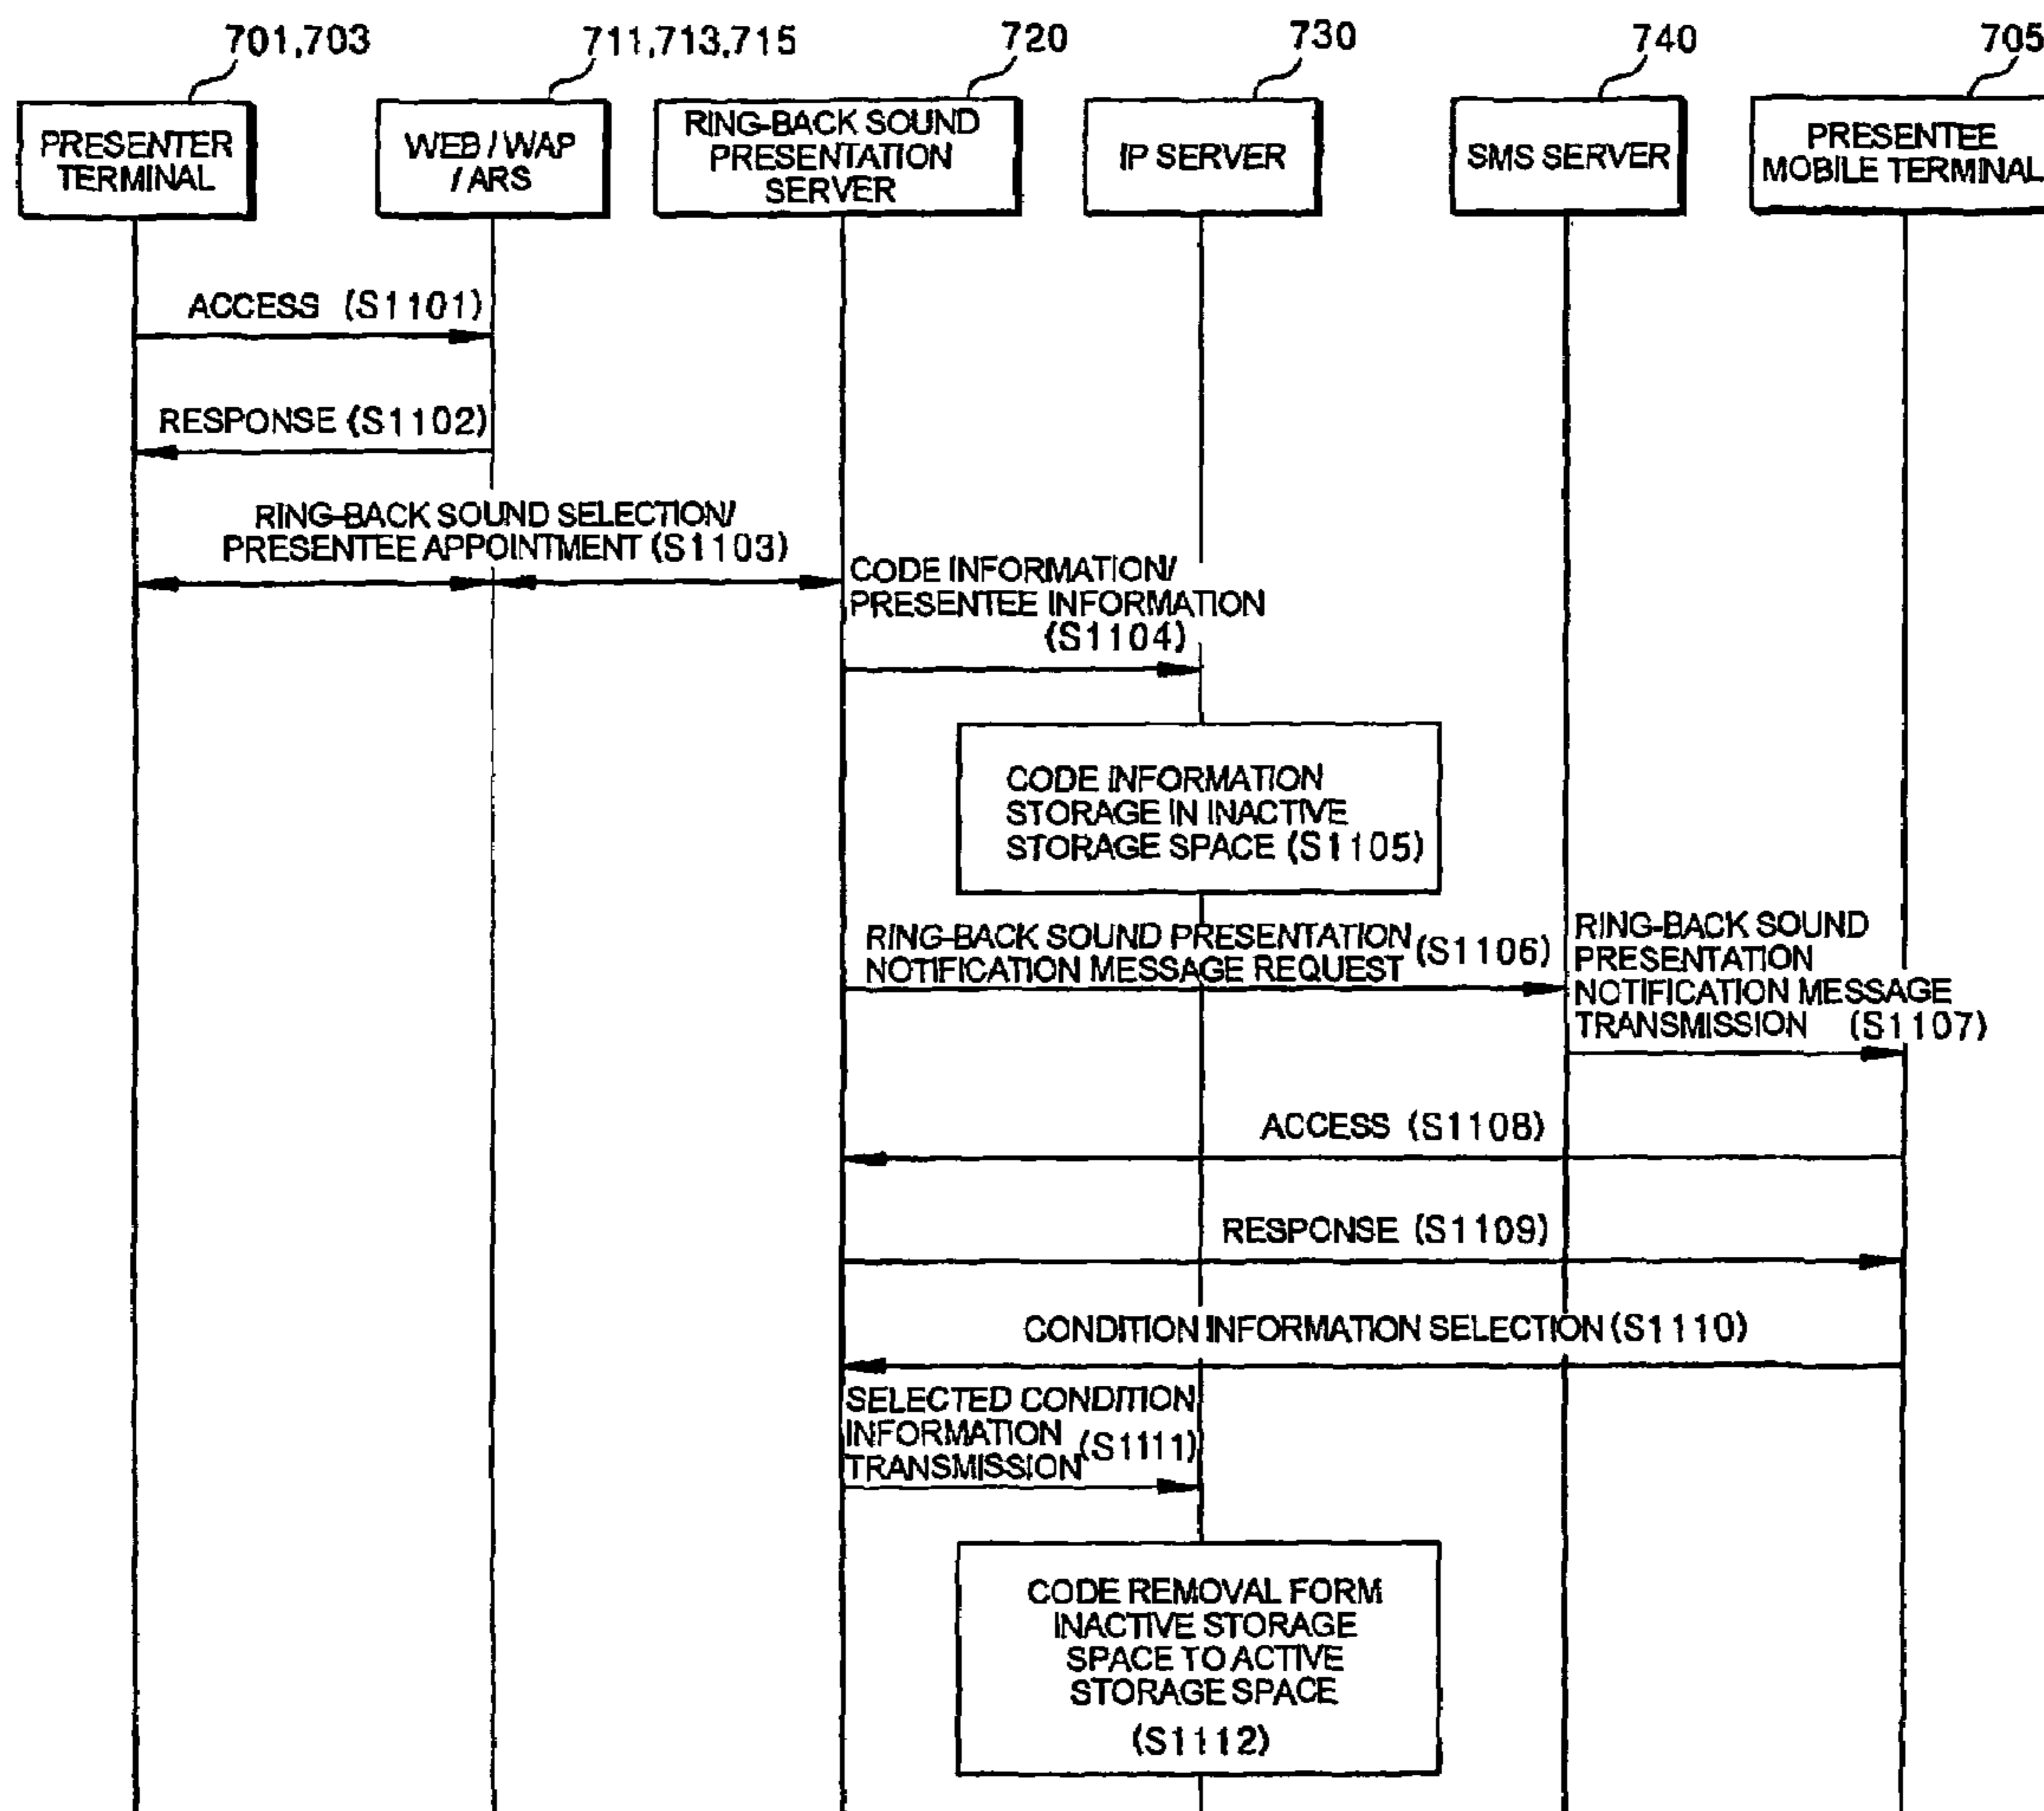 701,703
711,713,715
720
730
740
705
PRESENTER
TERMINAL
WEB / WAP
/ ARS
RING-BACK SOUND
PRESENTATION
SERVER
IP SERVER
SMS SERVER
PRESENTEE
MOBILE TERMINAL
ACCESS (S1101)
RESPONSE (S1102)
RING-BACK SOUND SELECTION/
PRESENTEE APPOINTMENT (S1103)
CODE INFORMATION/
PRESENTEE INFORMATION
(S1104)
CODE INFORMATION
STORAGE IN INACTIVE
STORAGE SPACE (S1105)
RING-BACK SOUND PRESENTATION
NOTIFICATION MESSAGE REQUEST (S1106)
RING-BACK SOUND
PRESENTATION
NOTIFICATION MESSAGE
TRANSMISSION (S1107)
ACCESS (S1108)
RESPONSE (S1109)
CONDITION INFORMATION SELECTION (S1110)
SELECTED CONDITION
INFORMATION
TRANSMISSION (S1111)
CODE REMOVAL FORM
INACTIVE STORAGE
SPACE TO ACTIVE
STORAGE SPACE
(S1112)